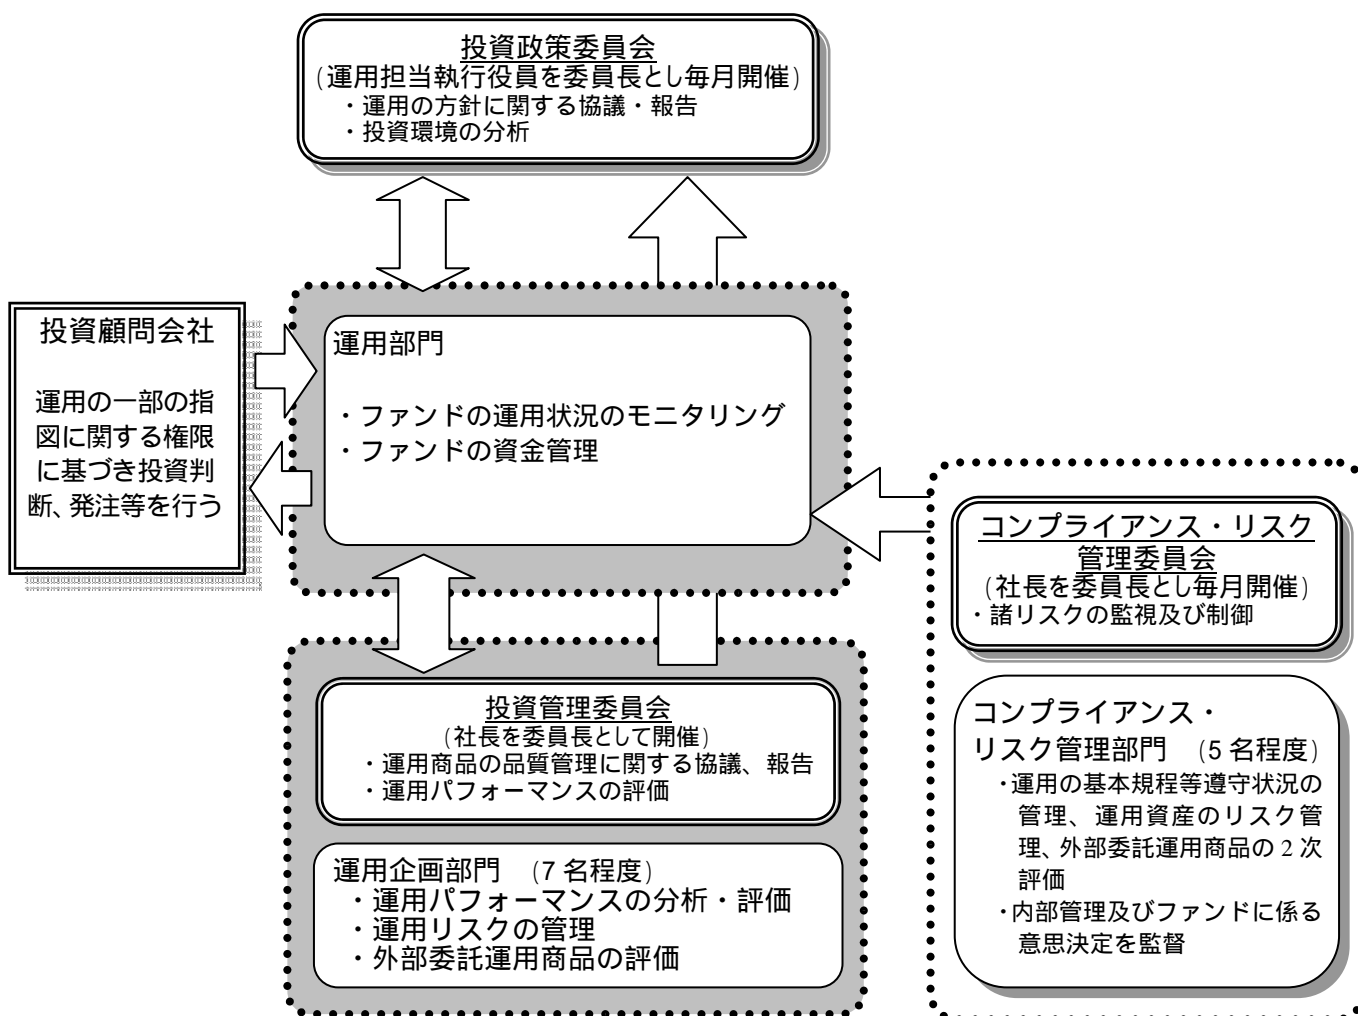 投資政策委員会
(運用担当執行役員を委員長とし毎月開催)
・運用の方針に関する協議・報告
・投資環境の分析
投資顧問会社
運用の一部の指
図に関する権限
に基づき投資判
断、発注等を行う
運用部門
・ファンドの運用状況のモニタリング
・ファンドの資金管理
コンプライアンス・リスク
管理委員会
(社長を委員長とし毎月開催)
・諸リスクの監視及び制御
コンプライアンス・
リスク管理部門 (5名程度)
・運用の基本規程等遵守状況の
管理、運用資産のリスク管
理、外部委託運用商品の2次
評価
・内部管理及びファンドに係る
意思決定を監督
投資管理委員会
(社長を委員長として開催)
・運用商品の品質管理に関する協議、報告
・運用パフォーマンスの評価
運用企画部門 (7名程度)
・運用パフォーマンスの分析・評価
・運用リスクの管理
・外部委託運用商品の評価